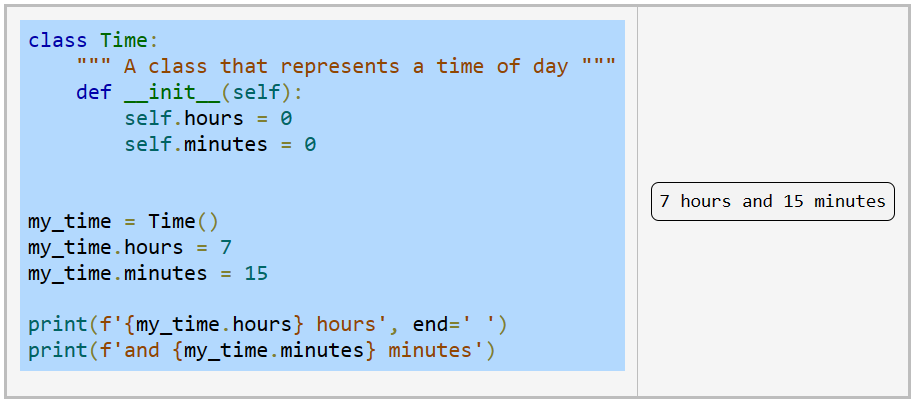 class Time:
    """ A class that represents a time of day """
    def __init__(self):
        self.hours = 0
        self.minutes = 0
my_time = Time()
my_time.hours = 7
my_time.minutes = 15
print(f'{my_time.hours} hours', end=' ')
print(f'and {my_time.minutes} minutes')
7 hours and 15 minutes